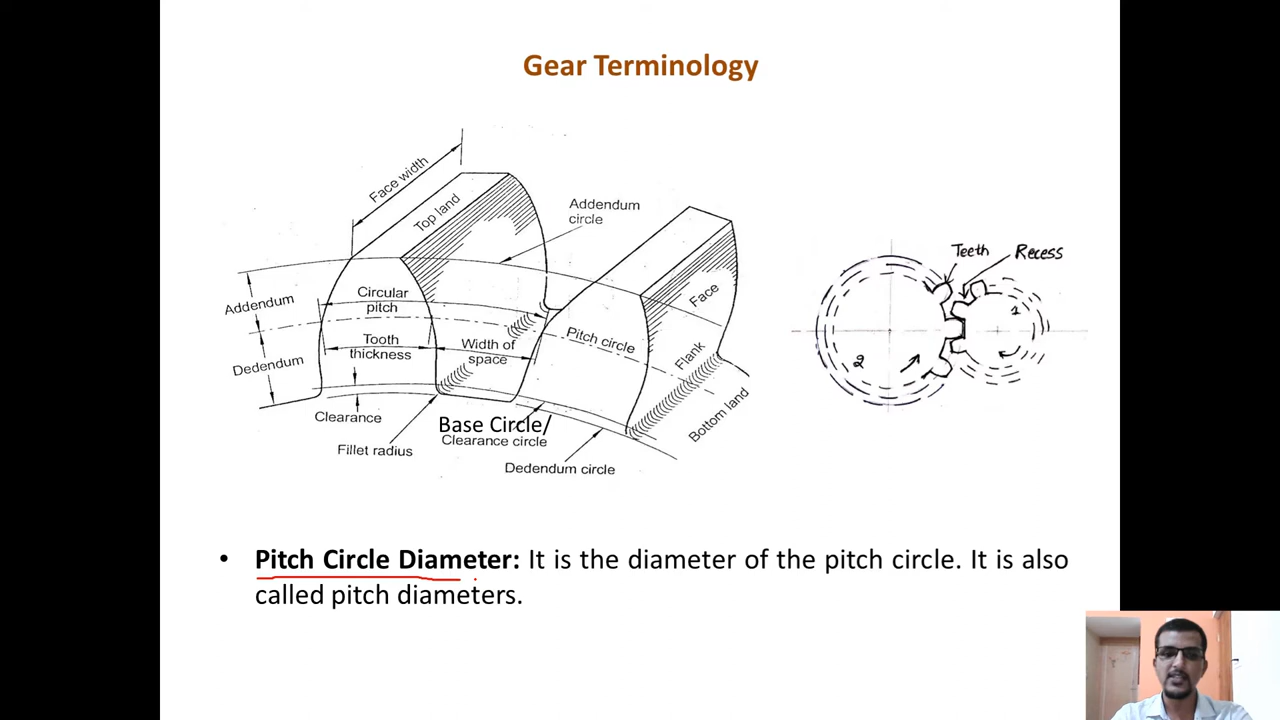 Gear Terminology
Face width
Top land
Addendum
circle
Teeth
Recess
Addendum
Circular
pitch
Face
Pitch circle
Tooth
thickness
Width of
space
Dedendum
Flank
1
2
Clearance
Fillet radius
Base Circle/
Clearance circle
Dedendum circle
Bottom land
• Pitch Circle Diameter: It is the diameter of the pitch circle. It is also
called pitch diameters.